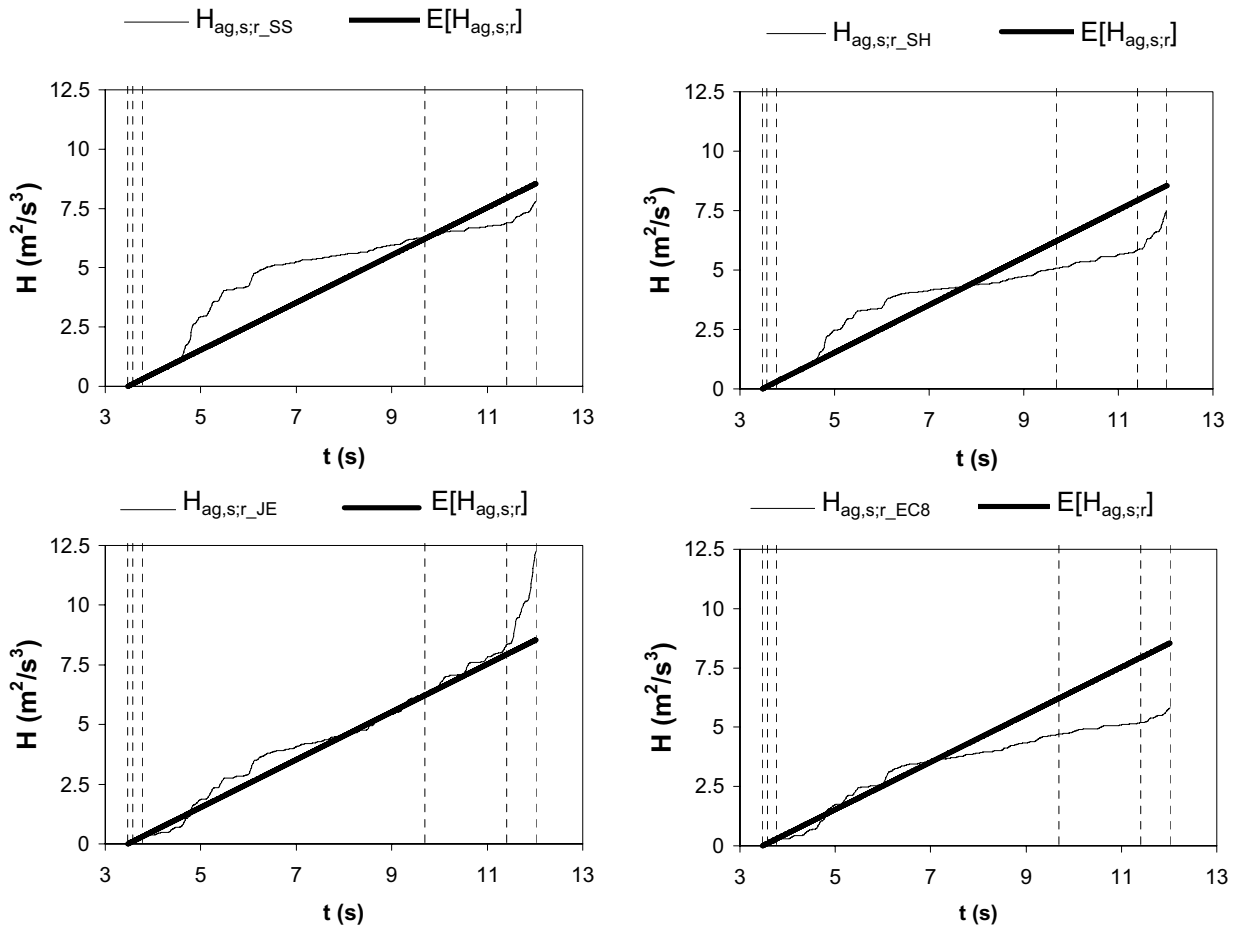 H_ag,s;r_SS E[H_ag,s;r]
12.5
10
7.5
5
2.5
0
H (m²/s³)
3 5 7 9 11 13
t (s)
H_ag,s;r_SH E[H_ag,s;r]
12.5
10
7.5
5
2.5
0
H (m²/s³)
3 5 7 9 11 13
t (s)
H_ag,s;r_JE E[H_ag,s;r]
12.5
10
7.5
5
2.5
0
H (m²/s³)
3 5 7 9 11 13
t (s)
H_ag,s;r_EC8 E[H_ag,s;r]
12.5
10
7.5
5
2.5
0
H (m²/s³)
3 5 7 9 11 13
t (s)